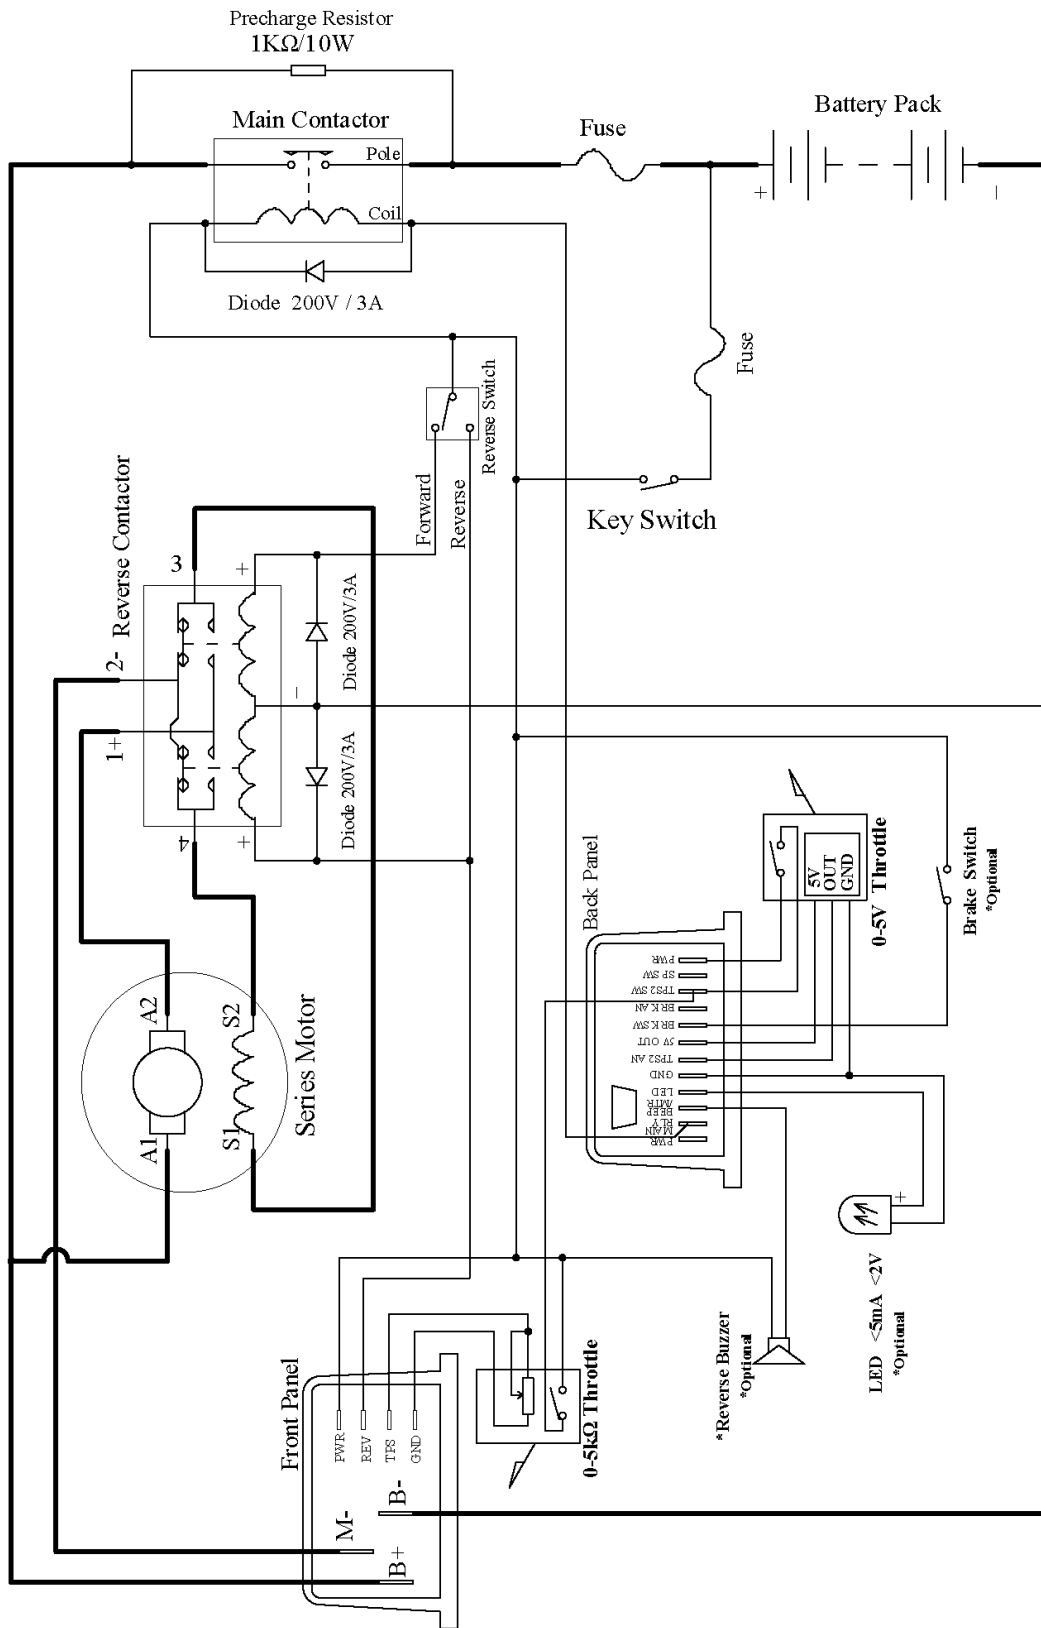 Precharge Resistor
1KΩ/10W
Main Contactor
Pole
Coil
Diode 200V / 3A
Fuse
Battery Pack
+
−
Fuse
Reverse Switch
Forward
Reverse
Key Switch
Reverse Contactor
3
2-
1+
4
+
−
+
Diode 200V/3A
Diode 200V/3A
A2
S2
A1
S1
Series Motor
Back Panel
PWR
SP SW
TPS2 SW
BRK AN
BRK SW
5V OUT
TPS2 AN
GND
LED
/MTR
BEEP
RLY
MAIN
PWR
5V
OUT
GND
0-5V Throttle
Brake Switch
*Optional
+
LED <5mA <2V
*Optional
*Reverse Buzzer
*Optional
0-5kΩ Throttle
Front Panel
PWR
REV
TPS
GND
B-
M-
B+